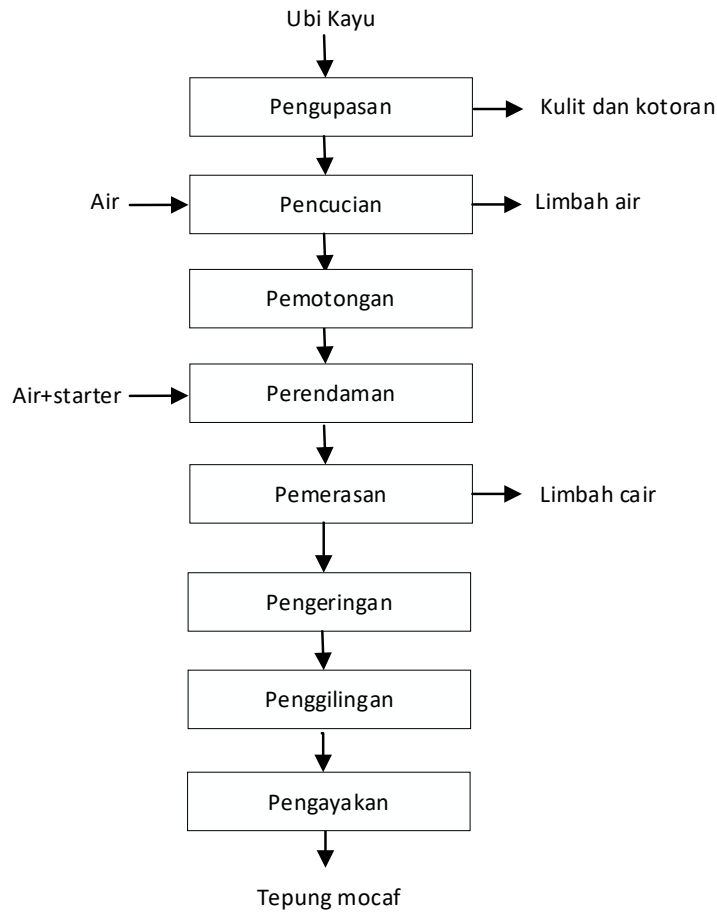 Ubi Kayu
Pengupasan
Kulit dan kotoran
Air
Pencucian
Limbah air
Pemotongan
Air+starter
Perendaman
Pemerasan
Limbah cair
Pengeringan
Penggilingan
Pengayakan
Tepung mocaf